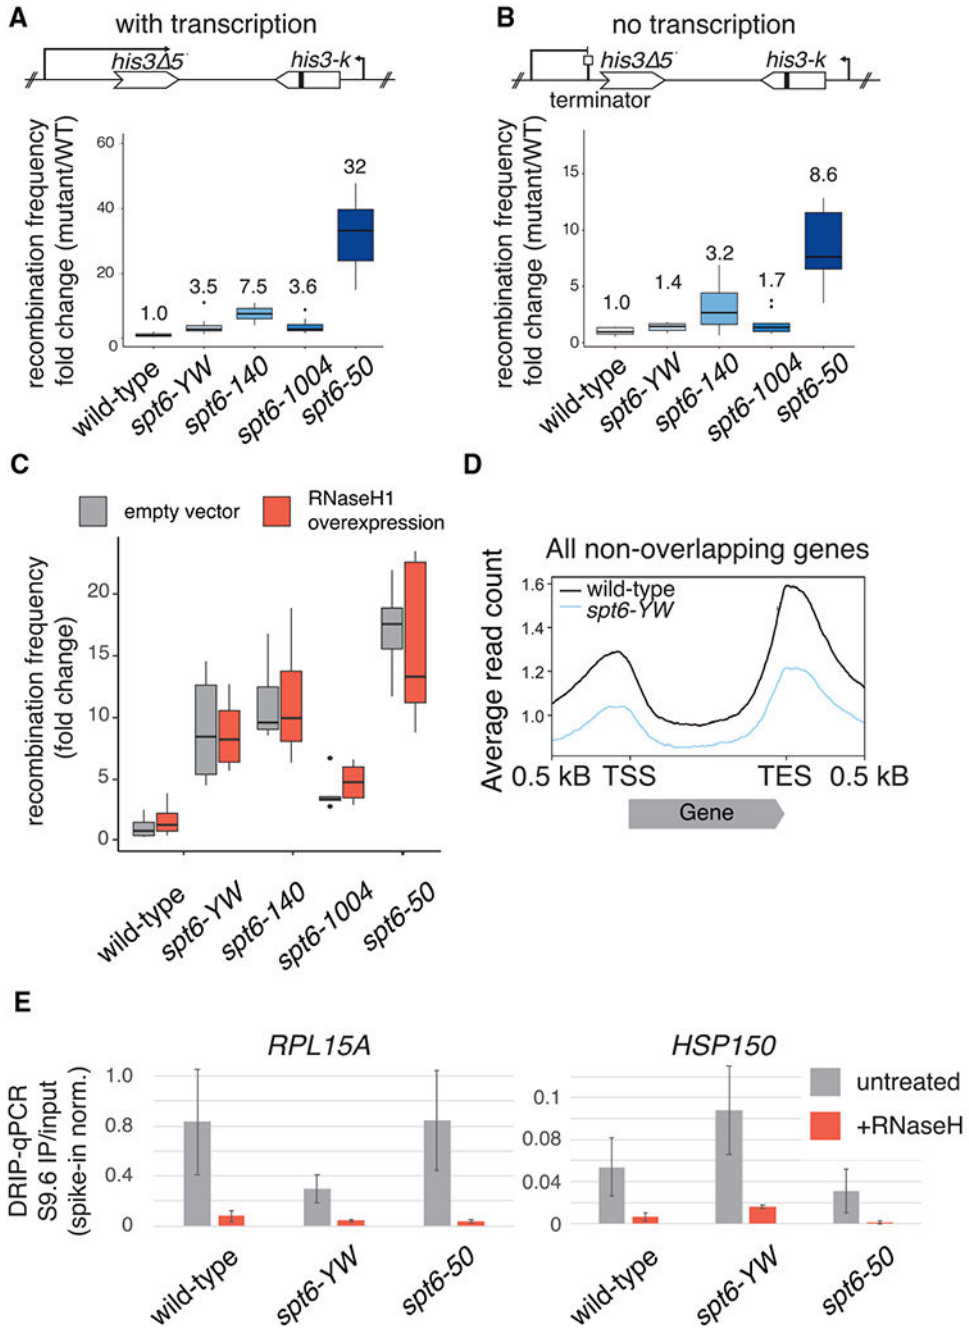 A
with transcription
his3Δ5'
his3-k
recombination frequency
fold change (mutant/WT)
60
40
20
0
1.0
3.5
7.5
3.6
32
wild-type
spt6-YW
spt6-140
spt6-1004
spt6-50
B
no transcription
his3Δ5'
his3-k
terminator
recombination frequency
fold change (mutant/WT)
15
10
5
0
1.0
1.4
3.2
1.7
8.6
wild-type
spt6-YW
spt6-140
spt6-1004
spt6-50
C
empty vector
RNaseH1
overexpression
recombination frequency
(fold change)
20
15
10
5
0
wild-type
spt6-YW
spt6-140
spt6-1004
spt6-50
D
All non-overlapping genes
Average read count
1.6
1.4
1.2
1.0
wild-type
spt6-YW
0.5 kB TSS TES 0.5 kB
Gene
E
DRIP-qPCR
S9.6 IP/input
(spike-in norm.)
RPL15A
1.0
0.8
0.4
0
wild-type
spt6-YW
spt6-50
HSP150
0.1
0.08
0.04
0
wild-type
spt6-YW
spt6-50
untreated
+RNaseH